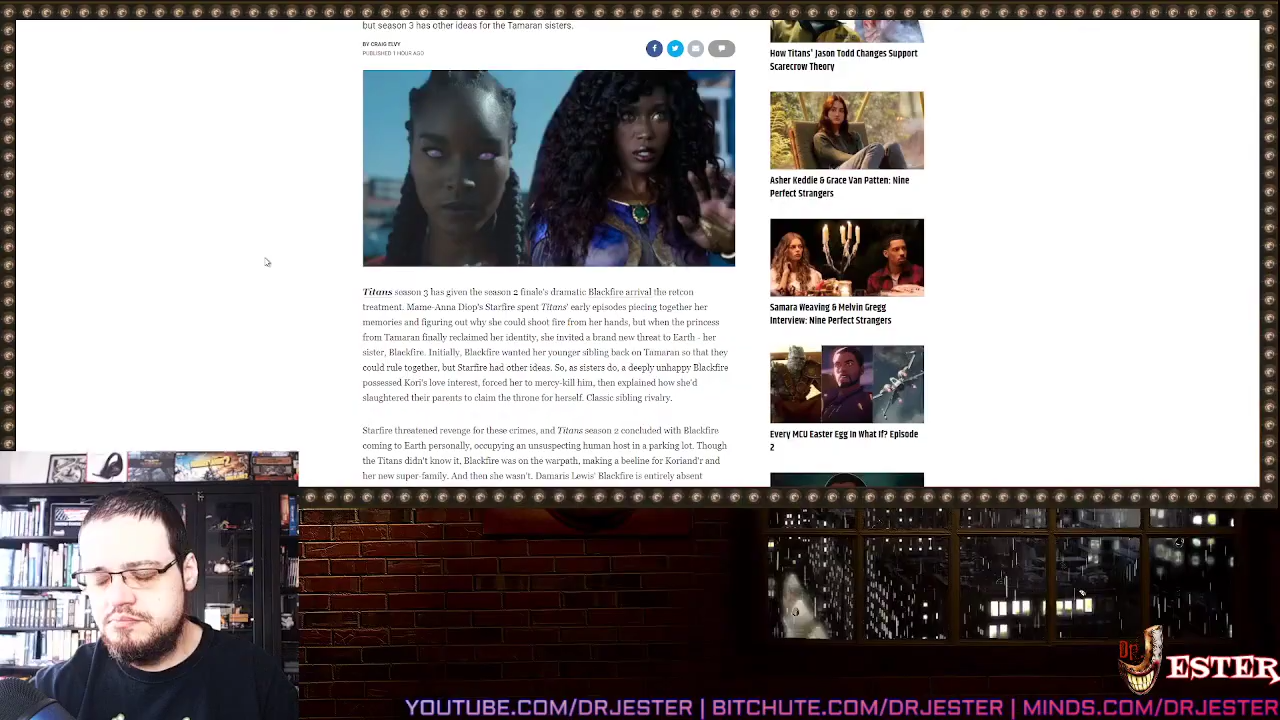 but season 3 has other ideas for the Tamaran sisters.
BY CRAIG ELVY
PUBLISHED 1 HOUR AGO
Titans season 3 has given the season 2 finale's dramatic Blackfire arrival the retcon
treatment. Mame-Anna Diop's Starfire spent Titans' early episodes piecing together her
memories and figuring out why she could shoot fire from her hands, but when the princess
from Tamaran finally reclaimed her identity, she invited a brand new threat to Earth - her
sister, Blackfire. Initially, Blackfire wanted her younger sibling back on Tamaran so that they
could rule together, but Starfire had other ideas. So, as sisters do, a deeply unhappy Blackfire
possessed Kori's love interest, forced her to mercy-kill him, then explained how she'd
slaughtered their parents to claim the throne for herself. Classic sibling rivalry.
Starfire threatened revenge for these crimes, and Titans season 2 concluded with Blackfire
coming to Earth personally, occupying an unsuspecting human host in a parking lot. Though
the Titans didn't know it, Blackfire was on the warpath, making a beeline for Koriand'r and
her new super-family. And then she wasn't. Damaris Lewis' Blackfire is entirely absent
How Titans' Jason Todd Changes Support
Scarecrow Theory
Asher Keddie & Grace Van Patten: Nine
Perfect Strangers
Samara Weaving & Melvin Gregg
Interview: Nine Perfect Strangers
Every MCU Easter Egg In What If? Episode
2
Dr.
JESTER
YOUTUBE.COM/DRJESTER | BITCHUTE.COM/DRJESTER | MINDS.COM/DRJESTER